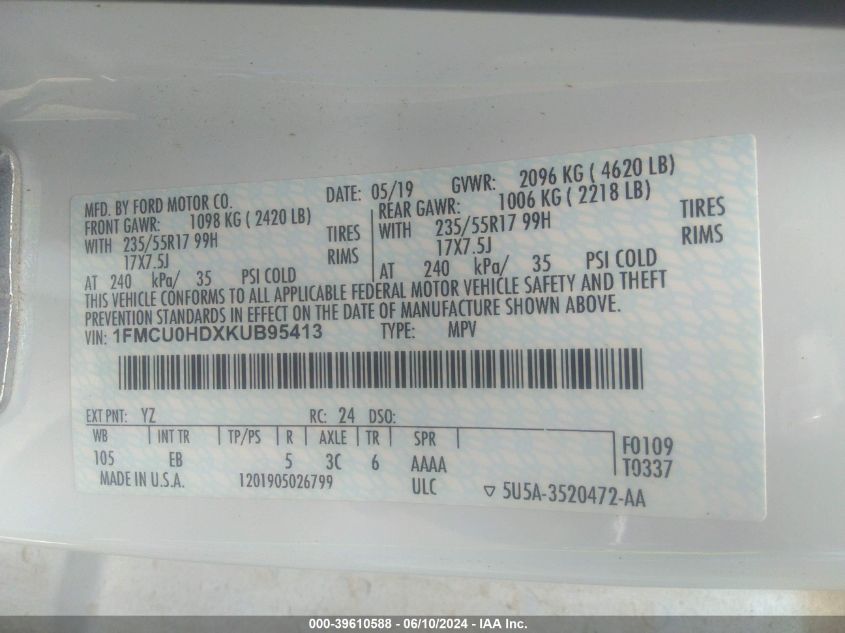 MFD. BY FORD MOTOR CO. DATE: 05/19 GVWR: 2096 KG ( 4620 LB)
FRONT GAWR: 1098 KG ( 2420 LB) REAR GAWR: 1006 KG ( 2218 LB)
WITH 235/55R17 99H TIRES WITH 235/55R17 99H TIRES
17X7.5J RIMS 17X7.5J RIMS
AT 240 kPa/ 35 PSI COLD AT 240 kPa/ 35 PSI COLD
THIS VEHICLE CONFORMS TO ALL APPLICABLE FEDERAL MOTOR VEHICLE SAFETY AND THEFT
PREVENTION STANDARDS IN EFFECT ON THE DATE OF MANUFACTURE SHOWN ABOVE.
VIN: 1FMCU0HDXKUB95413 TYPE: MPV
EXT PNT: YZ RC: 24 DSO:
WB INT TR TP/PS R AXLE TR SPR F0109
105 EB 5 3C 6 AAAA T0337
MADE IN U.S.A. 1201905026799 ULC ▽ 5U5A-3520472-AA
000-39610588 - 06/10/2024 - IAA Inc.